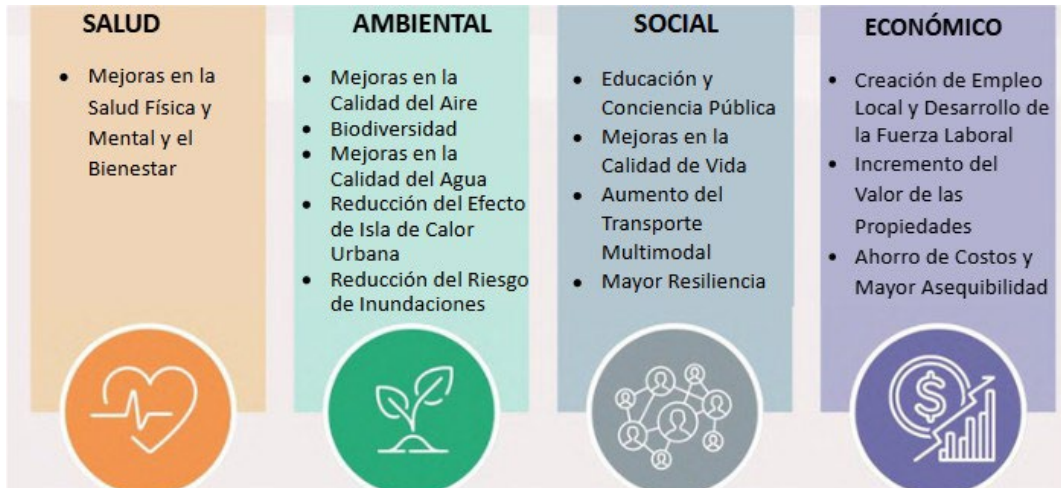 SALUD
• Mejoras en la
Salud Física y
Mental y el
Bienestar
AMBIENTAL
• Mejoras en la
Calidad del Aire
• Biodiversidad
• Mejoras en la
Calidad del Agua
• Reducción del Efecto
de Isla de Calor
Urbana
• Reducción del Riesgo
de Inundaciones
SOCIAL
• Educación y
Conciencia Pública
• Mejoras en la
Calidad de Vida
• Aumento del
Transporte
Multimodal
• Mayor Resiliencia
ECONÓMICO
• Creación de Empleo
Local y Desarrollo de
la Fuerza Laboral
• Incremento del
Valor de las
Propiedades
• Ahorro de Costos y
Mayor Asequibilidad
$